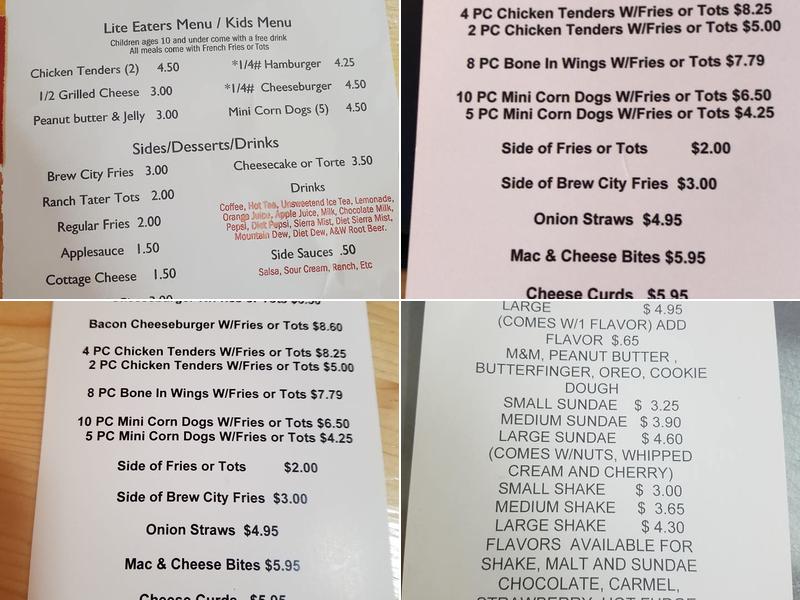 Lite Eaters Menu / Kids Menu
Children ages 10 and under come with a free drink
All meals come with French Fries or Tots
Chicken Tenders (2) 4.50
1/2 Grilled Cheese 3.00
Peanut butter & Jelly 3.00
*1/4# Hamburger 4.25
*1/4# Cheeseburger 4.50
Mini Corn Dogs (5) 4.50
Sides/Desserts/Drinks
Brew City Fries 3.00
Ranch Tater Tots 2.00
Regular Fries 2.00
Applesauce 1.50
Cottage Cheese 1.50
Cheesecake or Torte 3.50
Drinks
Coffee, Hot Tea, Unsweetend Ice Tea, Lemonade,
Orange Juice, Apple Juice, Milk, Chocolate Milk,
Pepsi, Diet Pepsi, Sierra Mist, Diet Sierra Mist,
Mountain Dew, Diet Dew, A&W Root Beer.
Side Sauces .50
Salsa, Sour Cream, Ranch, Etc
4 PC Chicken Tenders W/Fries or Tots $8.25
2 PC Chicken Tenders W/Fries or Tots $5.00
8 PC Bone In Wings W/Fries or Tots $7.79
10 PC Mini Corn Dogs W/Fries or Tots $6.50
5 PC Mini Corn Dogs W/Fries or Tots $4.25
Side of Fries or Tots $2.00
Side of Brew City Fries $3.00
Onion Straws $4.95
Mac & Cheese Bites $5.95
Cheese Curds $5.95
Bacon Cheeseburger W/Fries or Tots $8.60
4 PC Chicken Tenders W/Fries or Tots $8.25
2 PC Chicken Tenders W/Fries or Tots $5.00
8 PC Bone In Wings W/Fries or Tots $7.79
10 PC Mini Corn Dogs W/Fries or Tots $6.50
5 PC Mini Corn Dogs W/Fries or Tots $4.25
Side of Fries or Tots $2.00
Side of Brew City Fries $3.00
Onion Straws $4.95
Mac & Cheese Bites $5.95
Cheese Curds $5.95
LARGE $ 4.95
(COMES W/1 FLAVOR) ADD
FLAVOR $.65
M&M, PEANUT BUTTER ,
BUTTERFINGER, OREO, COOKIE
DOUGH
SMALL SUNDAE $ 3.25
MEDIUM SUNDAE $ 3.90
LARGE SUNDAE $ 4.60
(COMES W/NUTS, WHIPPED
CREAM AND CHERRY)
SMALL SHAKE $ 3.00
MEDIUM SHAKE $ 3.65
LARGE SHAKE $ 4.30
FLAVORS AVAILABLE FOR
SHAKE, MALT AND SUNDAE
CHOCOLATE, CARMEL,
STRAWBERRY, HOT FUDGE